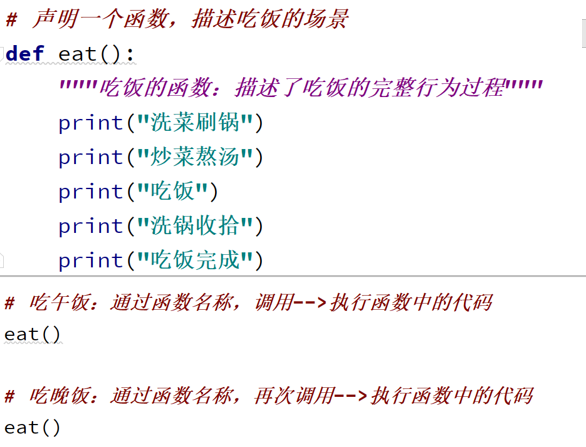 # 声明一个函数，描述吃饭的场景
def eat():
    """吃饭的函数：描述了吃饭的完整行为过程"""
    print("洗菜刷锅")
    print("炒菜熬汤")
    print("吃饭")
    print("洗锅收拾")
    print("吃饭完成")
# 吃午饭：通过函数名称，调用-->执行函数中的代码
eat()
# 吃晚饭：通过函数名称，再次调用-->执行函数中的代码
eat()